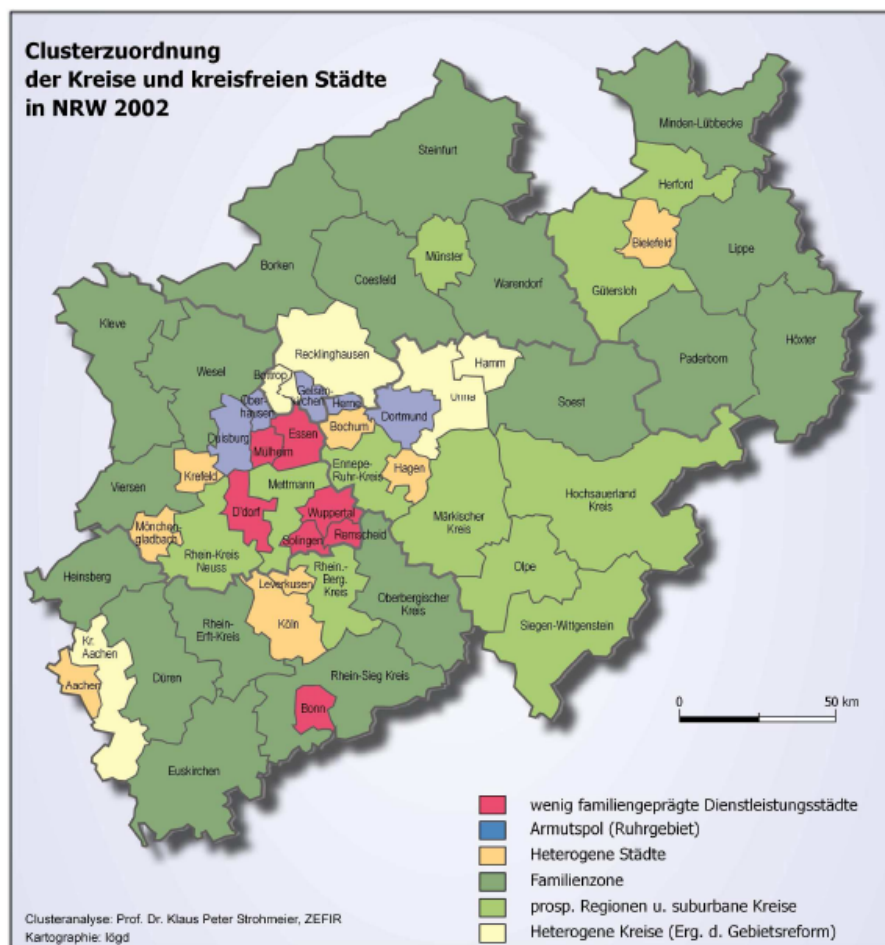 Clusterzuordnung
der Kreise und kreisfreien Städte
in NRW 2002
Minden-Lübbecke
Steinfurt
Herford
Bielefeld
Lippe
Münster
Borken
Coesfeld
Warendorf
Gütersloh
Kleve
Höxter
Recklinghausen
Paderborn
Hamm
Wesel
Bottrop
Unna
Soest
Gelsen-
kirchen
Ober-
hausen
Herne
Dortmund
Essen
Bochum
Duisburg
Mülheim
Ennepe-
Ruhr-Kreis
Hagen
Krefeld
Mettmann
Viersen
Hochsauerland
Kreis
D'dorf
Wuppertal
Märkischer
Kreis
Mönchen-
gladbach
Solingen
Remscheid
Rhein-Kreis
Neuss
Olpe
Heinsberg
Leverkusen
Rhein.-
Berg.
Kreis
Oberbergischer
Kreis
Rhein-
Erft-Kreis
Köln
Siegen-Wittgenstein
Kr.
Aachen
Düren
Rhein-Sieg Kreis
Aachen
0 50 km
Bonn
Euskirchen
wenig familiengeprägte Dienstleistungsstädte
Armutspol (Ruhrgebiet)
Heterogene Städte
Familienzone
prosp. Regionen u. suburbane Kreise
Heterogene Kreise (Erg. d. Gebietsreform)
Clusteranalyse: Prof. Dr. Klaus Peter Strohmeier, ZEFIR
Kartographie: lögd